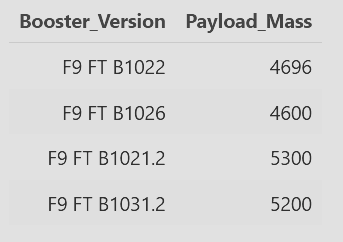 Booster_Version Payload_Mass
F9 FT B1022 4696
F9 FT B1026 4600
F9 FT B1021.2 5300
F9 FT B1031.2 5200